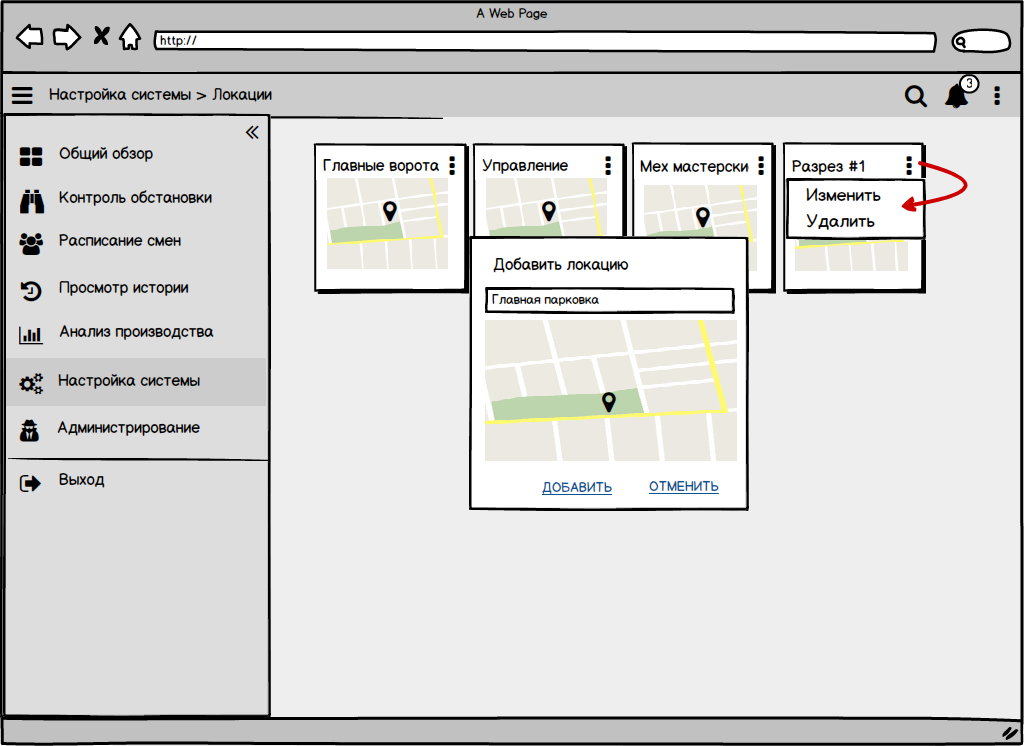 A Web Page
http://
Настройка системы > Локации
3
Общий обзор
Контроль обстановки
Расписание смен
Просмотр истории
Анализ производства
Настройка системы
Администрирование
Выход
Главные ворота
Управление
Мех мастерски
Разрез #1
Изменить
Удалить
Добавить локацию
Главная парковка
ДОБАВИТЬ
ОТМЕНИТЬ